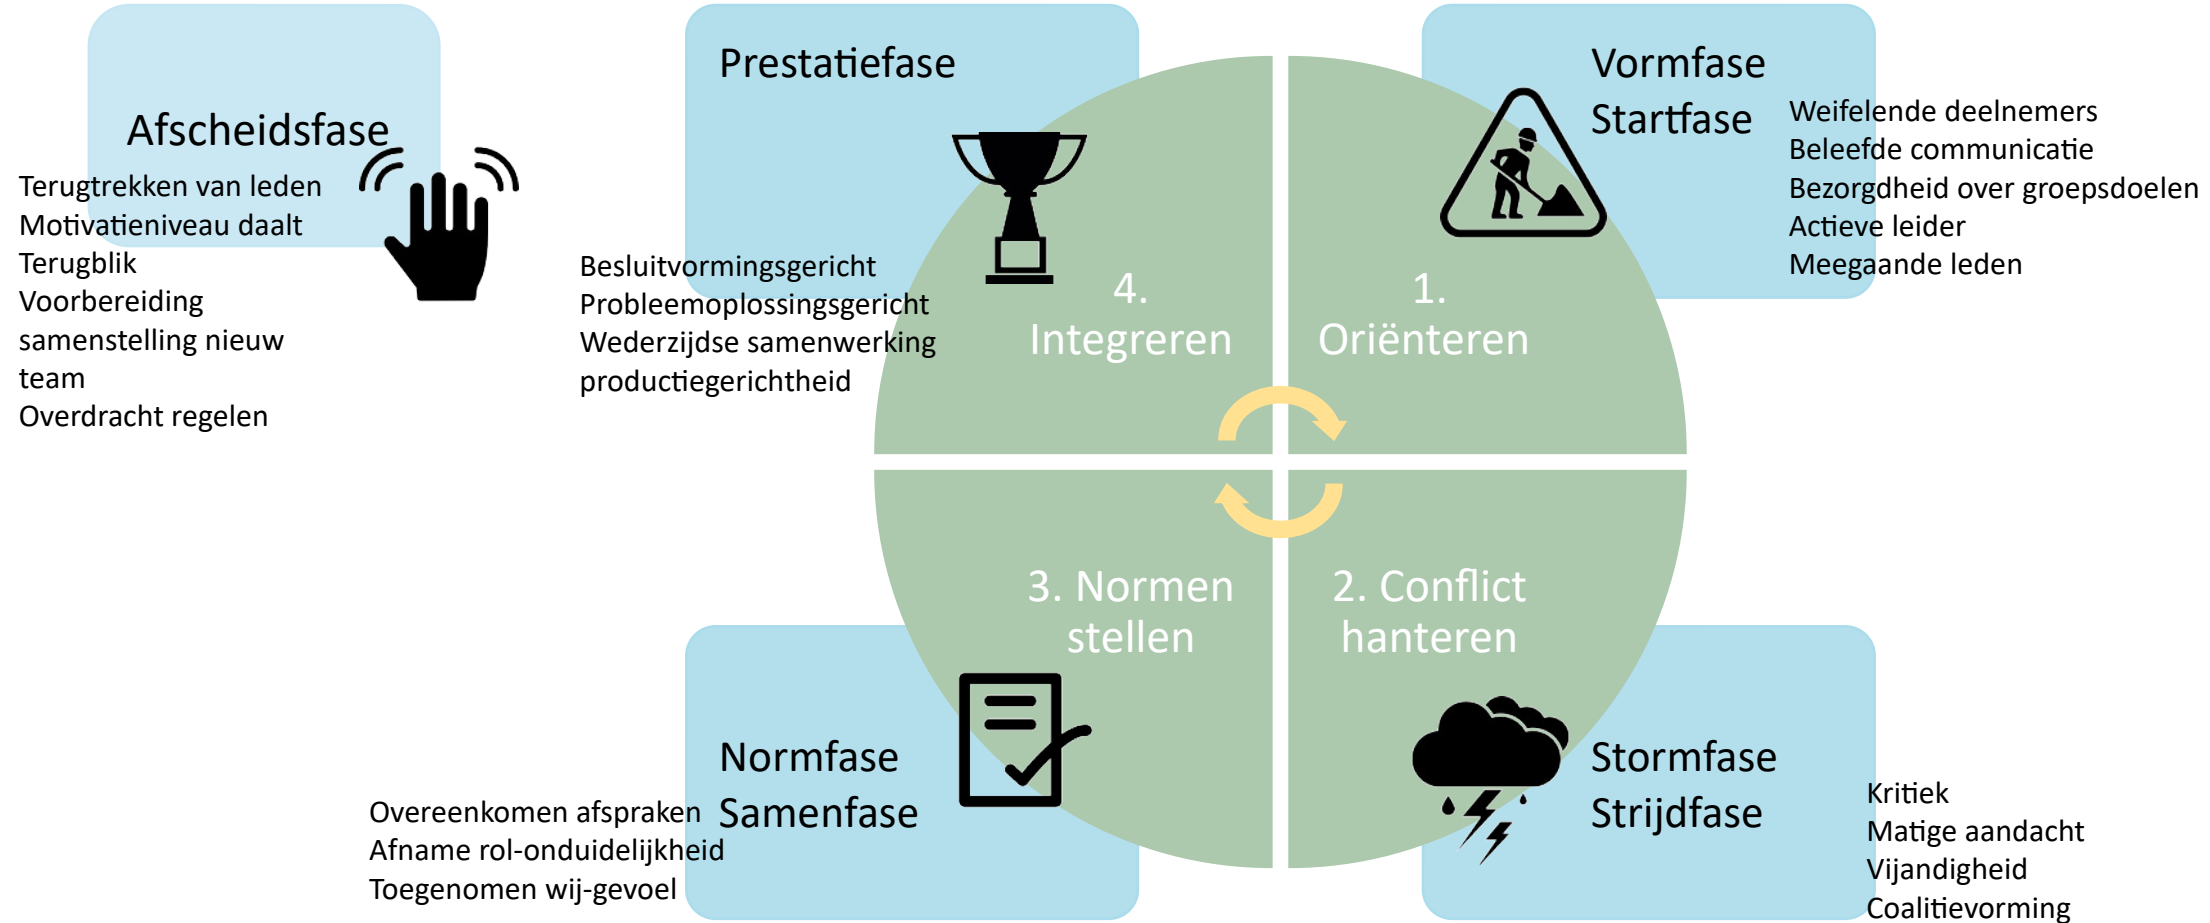 Afscheidsfase
Terugtrekken van leden
Motivatieniveau daalt
Terugblik
Voorbereiding
samenstelling nieuw
team
Overdracht regelen
Prestatiefase
Besluitvormingsgericht
Probleemoplossingsgericht
Wederzijdse samenwerking
productiegerichtheid
4.
Integreren
1.
Oriënteren
Vormfase
Startfase
Weifelende deelnemers
Beleefde communicatie
Bezorgdheid over groepsdoelen
Actieve leider
Meegaande leden
3. Normen
stellen
2. Conflict
hanteren
Normfase
Samenfase
Overeenkomen afspraken
Afname rol-onduidelijkheid
Toegenomen wij-gevoel
Stormfase
Strijdfase
Kritiek
Matige aandacht
Vijandigheid
Coalitievorming